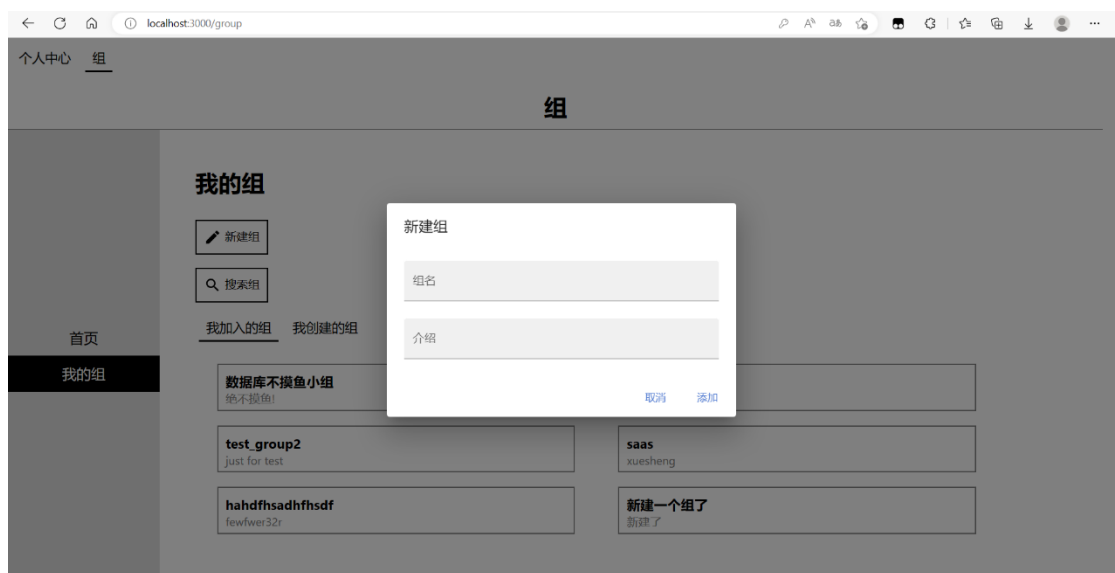 localhost:3000/group
个人中心 组
组
我的组
新建组
搜索组
我加入的组 我创建的组
首页
我的组
数据库不摸鱼小组
绝不摸鱼!
test_group2
just for test
saas
xuesheng
hahdfhsadhfhsdf
fewfwer32r
新建一个组了
新建了
新建组
组名
介绍
取消 添加